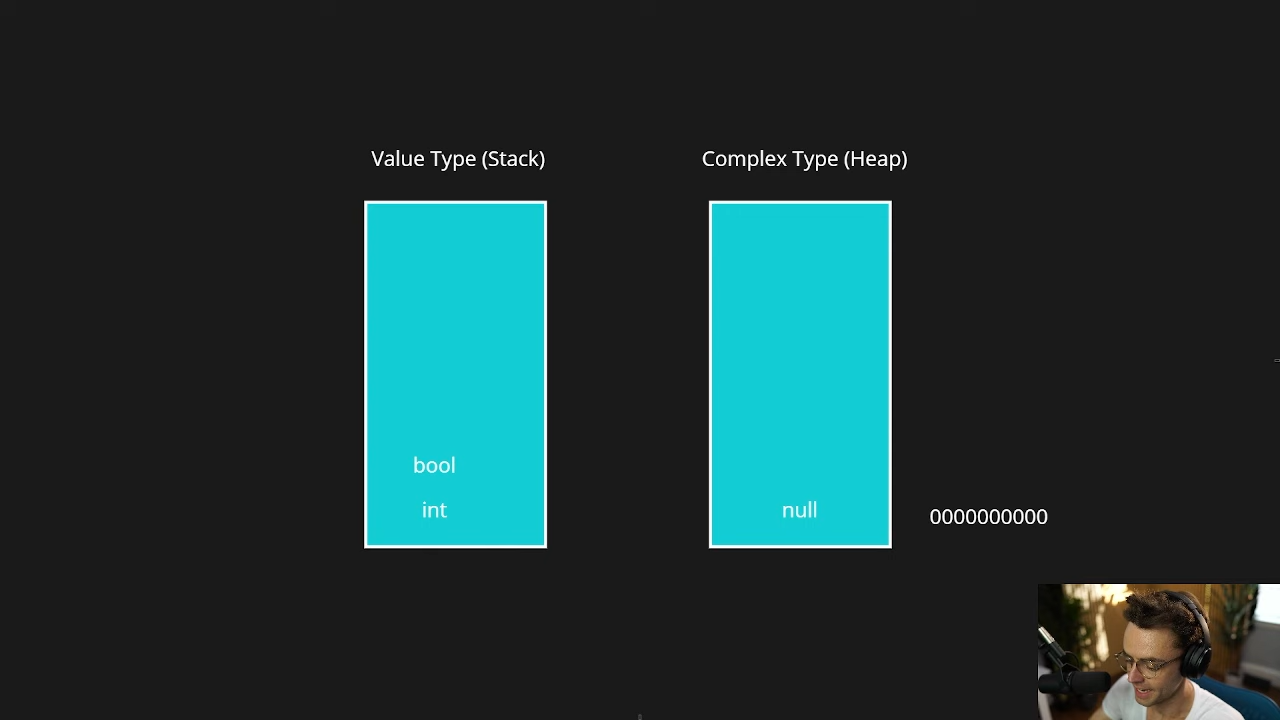 Value Type (Stack)
Complex Type (Heap)
bool
int
null
0000000000